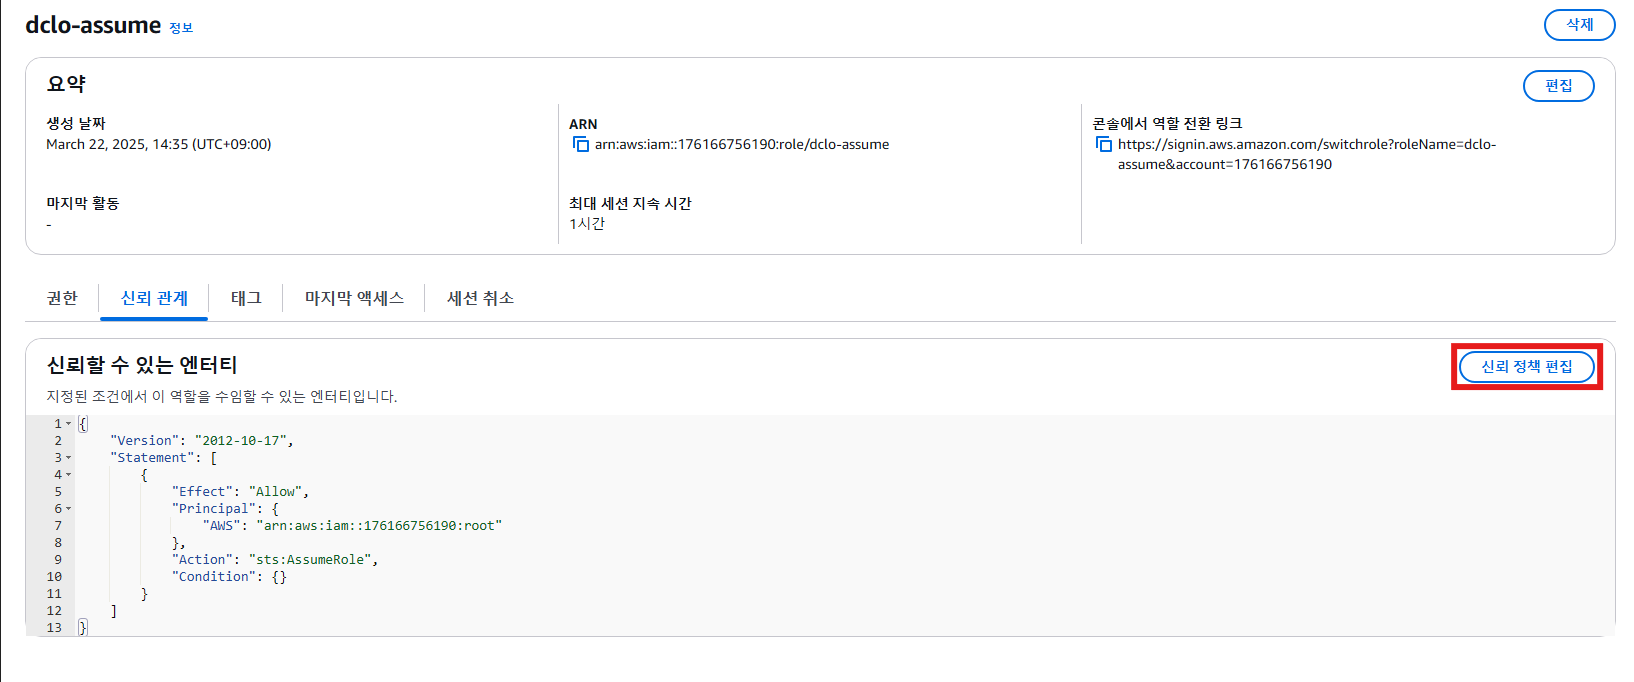 dclo-assume 정보
삭제
요약
편집
생성 날짜
March 22, 2025, 14:35 (UTC+09:00)
ARN
arn:aws:iam::176166756190:role/dclo-assume
콘솔에서 역할 전환 링크
https://signin.aws.amazon.com/switchrole?roleName=dclo-
assume&account=176166756190
마지막 활동
-
최대 세션 지속 시간
1시간
권한
신뢰 관계
태그
마지막 액세스
세션 취소
신뢰할 수 있는 엔터티
신뢰 정책 편집
지정된 조건에서 이 역할을 수임할 수 있는 엔터티입니다.
1 {
2     "Version": "2012-10-17",
3     "Statement": [
4         {
5             "Effect": "Allow",
6             "Principal": {
7                 "AWS": "arn:aws:iam::176166756190:root"
8             },
9             "Action": "sts:AssumeRole",
10             "Condition": {}
11         }
12     ]
13 }